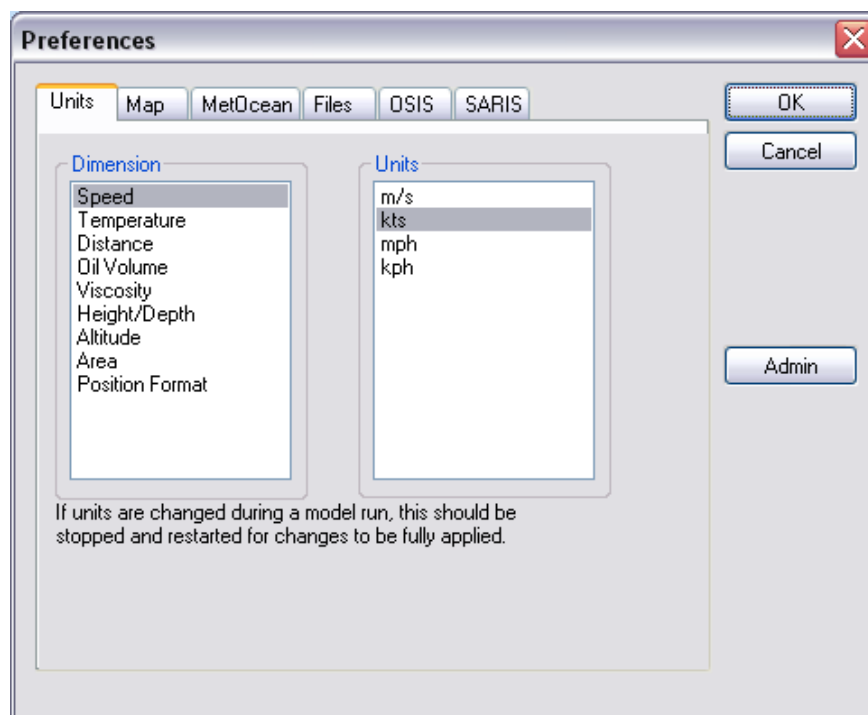 Preferences
Units Map MetOcean Files OSIS SARIS
OK
Cancel
Admin
Dimension
Speed
Temperature
Distance
Oil Volume
Viscosity
Height/Depth
Altitude
Area
Position Format
Units
m/s
kts
mph
kph
If units are changed during a model run, this should be
stopped and restarted for changes to be fully applied.